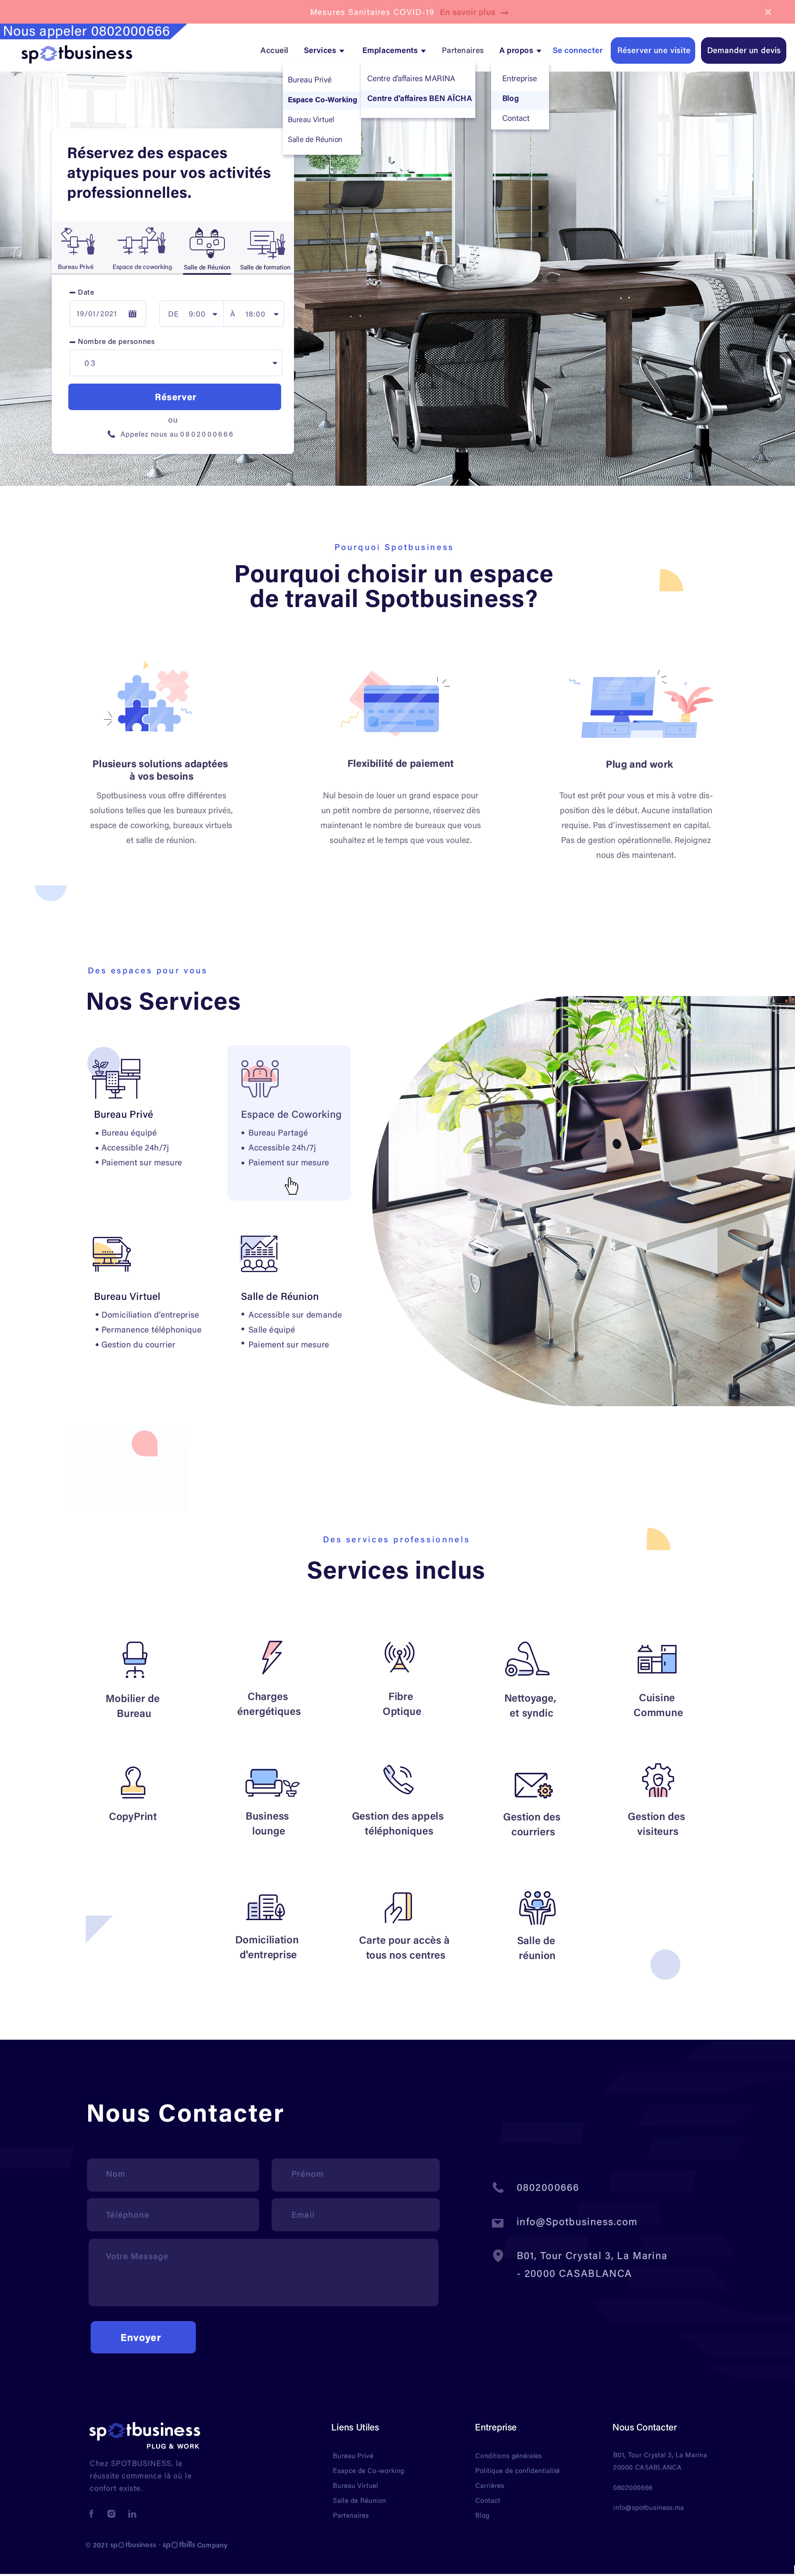 Mesures Sanitaires COVID-19 En savoir plus → ×
Nous appeler 0802000666
spotbusiness
Accueil Services Emplacements Partenaires A propos Se connecter Réserver une visite Demander un devis
Bureau Privé
Espace Co-Working
Bureau Virtuel
Salle de Réunion
Centre d'affaires MARINA
Centre d'affaires BEN AÏCHA
Entreprise
Blog
Contact
Réservez des espaces
atypiques pour vos activités
professionnelles.
Bureau Privé Espace de coworking Salle de Réunion Salle de formation
Date
19/01/2021 DE 9:00 À 18:00
Nombre de personnes
03
Réserver
ou
Appelez nous au 0802000666
Pourquoi Spotbusiness
Pourquoi choisir un espace
de travail Spotbusiness?
Plusieurs solutions adaptées
à vos besoins
Spotbusiness vous offre différentes
solutions telles que les bureaux privés,
espace de coworking, bureaux virtuels
et salle de réunion.
Flexibilité de paiement
Nul besoin de louer un grand espace pour
un petit nombre de personne, réservez dès
maintenant le nombre de bureaux que vous
souhaitez et le temps que vous voulez.
Plug and work
Tout est prêt pour vous et mis à votre dis-
position dès le début. Aucune installation
requise. Pas d'investissement en capital.
Pas de gestion opérationnelle. Rejoignez
nous dès maintenant.
Des espaces pour vous
Nos Services
Bureau Privé
• Bureau équipé
• Accessible 24h/7j
• Paiement sur mesure
Espace de Coworking
• Bureau Partagé
• Accessible 24h/7j
• Paiement sur mesure
Bureau Virtuel
• Domiciliation d'entreprise
• Permanence téléphonique
• Gestion du courrier
Salle de Réunion
• Accessible sur demande
• Salle équipé
• Paiement sur mesure
Des services professionnels
Services inclus
Mobilier de
Bureau
Charges
énergétiques
Fibre
Optique
Nettoyage,
et syndic
Cuisine
Commune
CopyPrint
Business
lounge
Gestion des appels
téléphoniques
Gestion des
courriers
Gestion des
visiteurs
Domiciliation
d'entreprise
Carte pour accès à
tous nos centres
Salle de
réunion
Nous Contacter
Nom Prénom
Téléphone Email
Votre Message
Envoyer
0802000666
info@Spotbusiness.com
B01, Tour Crystal 3, La Marina
- 20000 CASABLANCA
spotbusiness
PLUG & WORK
Chez SPOTBUSINESS, la
réussite commence là où le
confort existe.
© 2021 spotbusiness - spotbills Company
Liens Utiles
Bureau Privé
Esapce de Co-working
Bureau Virtuel
Salle de Réunion
Partenaires
Entreprise
Conditions générales
Politique de confidentialité
Carrières
Contact
Blog
Nous Contacter
B01, Tour Crystal 3, La Marina
20000 CASABLANCA
0802000666
info@spotbusiness.ma